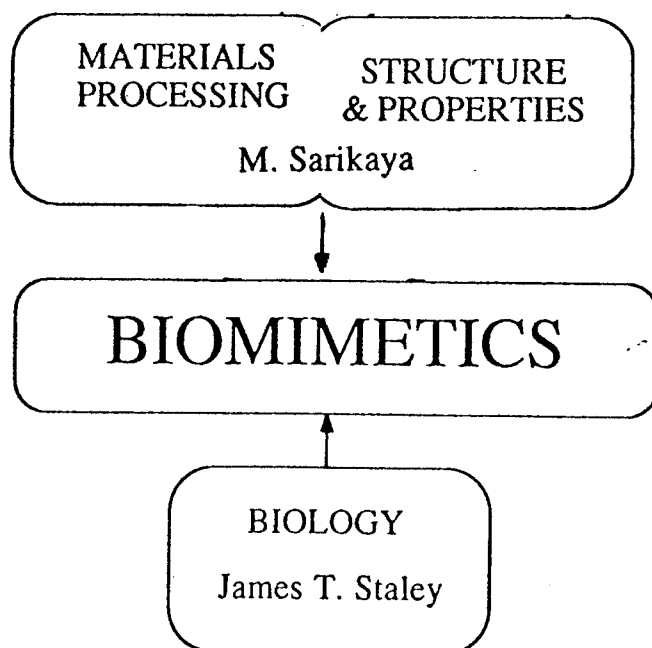 MATERIALS
PROCESSING
STRUCTURE
& PROPERTIES
M. Sarikaya
BIOMIMETICS
BIOLOGY
James T. Staley